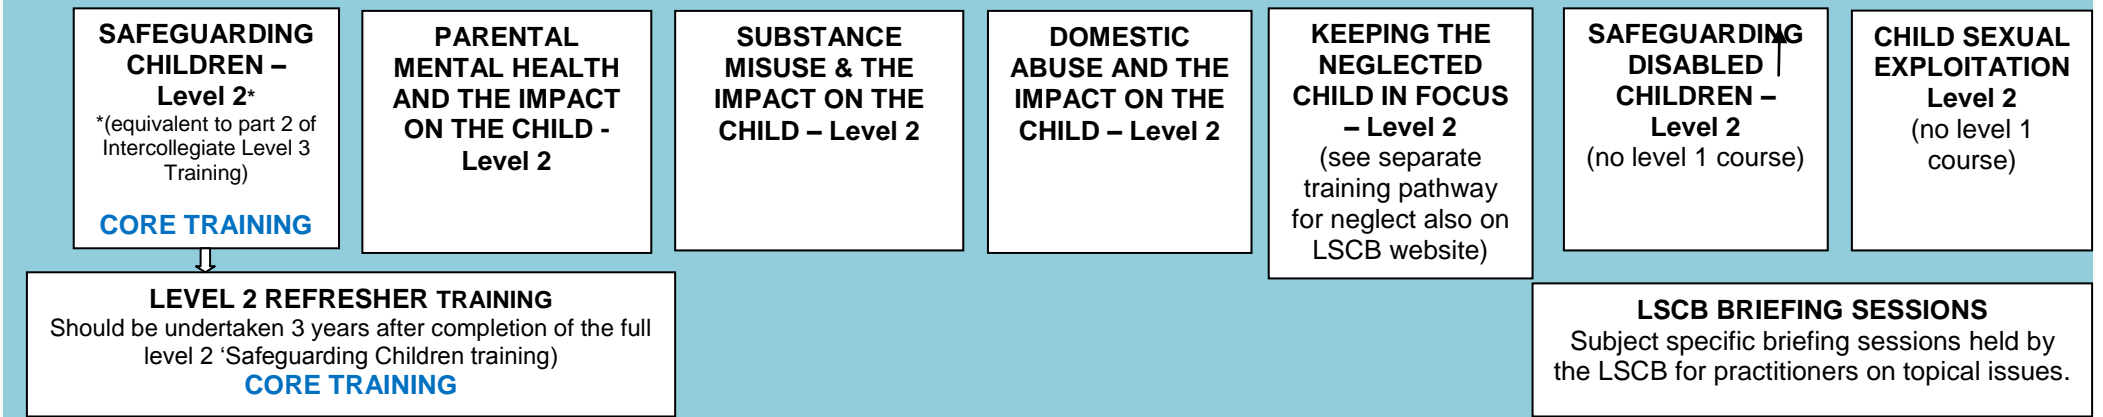 SAFEGUARDING
CHILDREN –
Level 2*
*(equivalent to part 2 of
Intercollegiate Level 3
Training)
CORE TRAINING
PARENTAL
MENTAL HEALTH
AND THE IMPACT
ON THE CHILD -
Level 2
SUBSTANCE
MISUSE & THE
IMPACT ON THE
CHILD – Level 2
DOMESTIC
ABUSE AND THE
IMPACT ON THE
CHILD – Level 2
KEEPING THE
NEGLECTED
CHILD IN FOCUS
– Level 2
(see separate
training pathway
for neglect also on
LSCB website)
SAFEGUARDING
DISABLED
CHILDREN –
Level 2
(no level 1 course)
CHILD SEXUAL
EXPLOITATION
Level 2
(no level 1
course)
LEVEL 2 REFRESHER TRAINING
Should be undertaken 3 years after completion of the full
level 2 ‘Safeguarding Children training)
CORE TRAINING
LSCB BRIEFING SESSIONS
Subject specific briefing sessions held by
the LSCB for practitioners on topical issues.